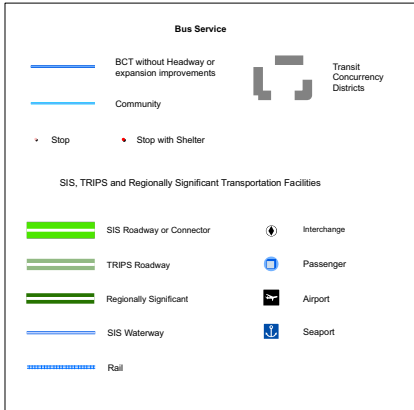 Bus Service
BCT without Headway or
expansion improvements
Transit
Concurrency
Districts
Community
Stop
Stop with Shelter
SIS, TRIPS and Regionally Significant Transportation Facilities
SIS Roadway or Connector
Interchange
TRIPS Roadway
Passenger
Regionally Significant
Airport
SIS Waterway
Seaport
Rail